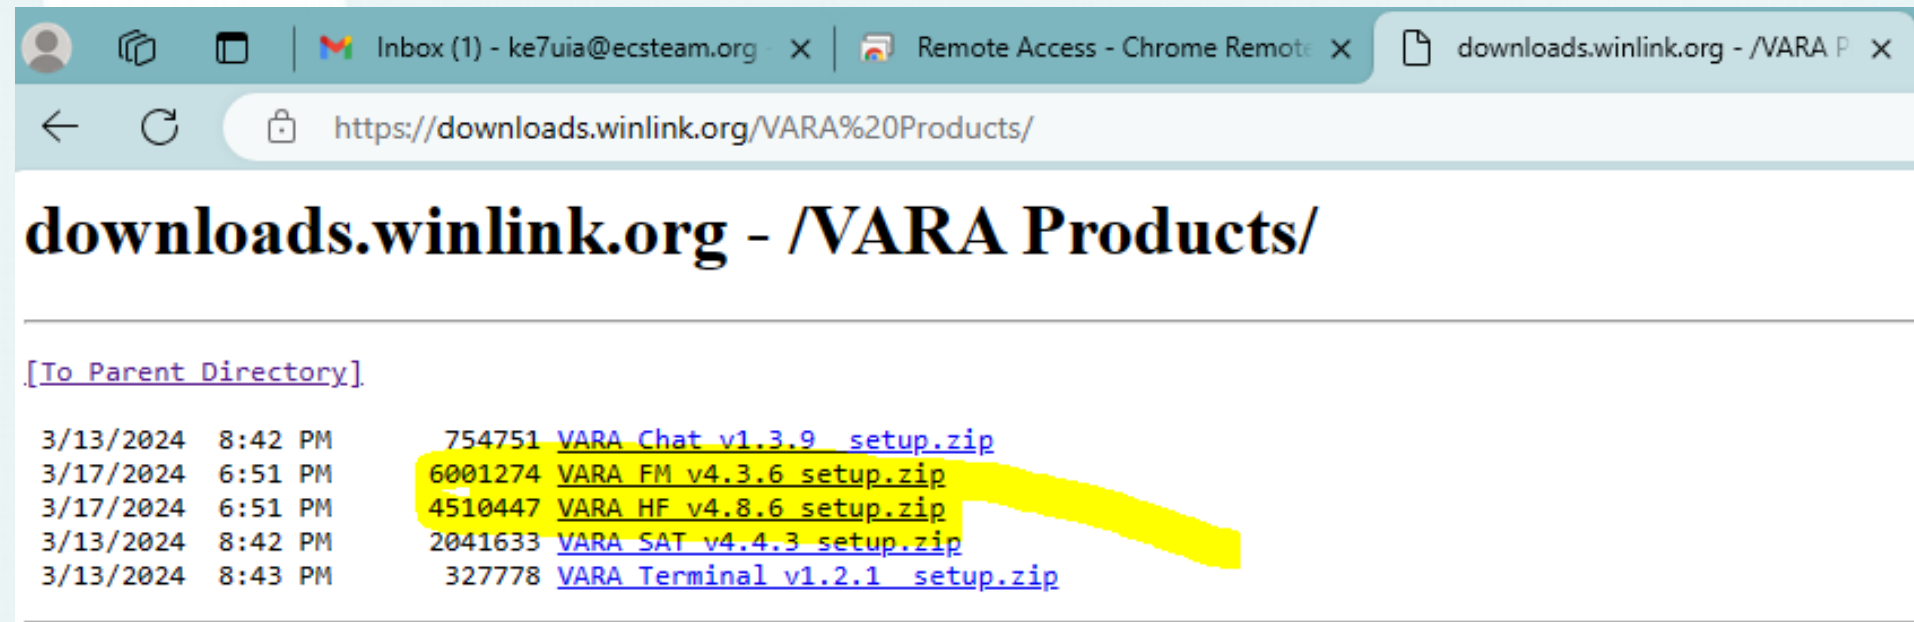 Inbox (1) - ke7uia@ecsteam.org - Remote Access - Chrome Remote downloads.winlink.org - /VARA P
https://downloads.winlink.org/VARA%20Products/
downloads.winlink.org - /VARA Products/
[To Parent Directory]
3/13/2024 8:42 PM 754751 VARA Chat v1.3.9 setup.zip
3/17/2024 6:51 PM 6001274 VARA FM v4.3.6 setup.zip
3/17/2024 6:51 PM 4510447 VARA HF v4.8.6 setup.zip
3/13/2024 8:42 PM 2041633 VARA SAT v4.4.3 setup.zip
3/13/2024 8:43 PM 327778 VARA Terminal v1.2.1 setup.zip